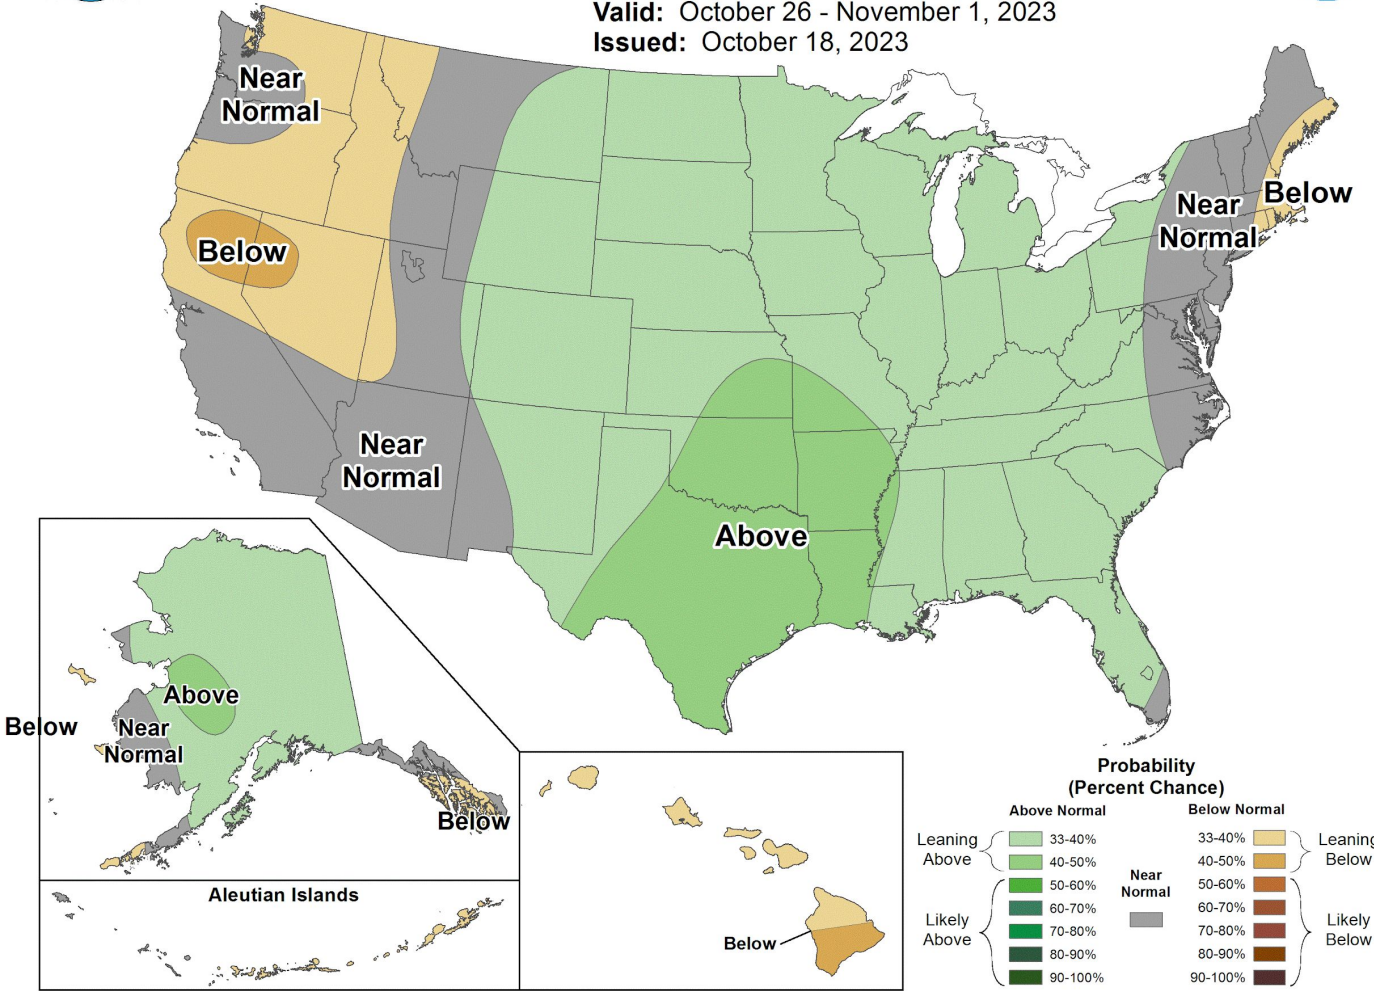 Valid: October 26 - November 1, 2023
Issued: October 18, 2023
Near
Normal
Below
Near
Normal
Below
Near
Normal
Above
Above
Below
Near
Normal
Below
Aleutian Islands
Below
Probability
(Percent Chance)
Above Normal
Below Normal
Leaning
Above
33-40%
40-50%
Likely
Above
50-60%
60-70%
70-80%
80-90%
90-100%
Near
Normal
33-40%
40-50%
Leaning
Below
50-60%
60-70%
70-80%
80-90%
90-100%
Likely
Below